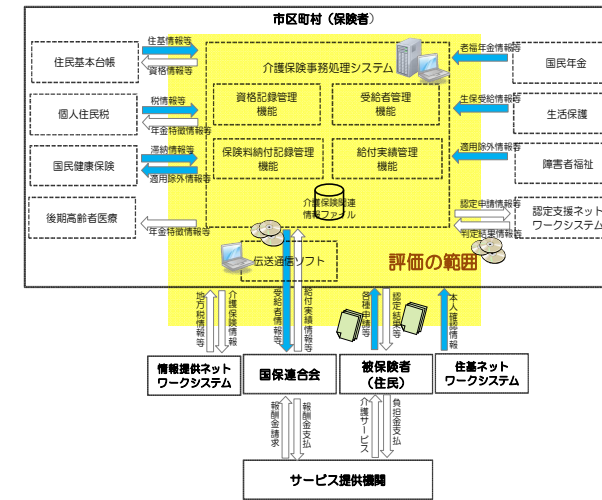 市区町村（保険者）
住民基本台帳
住基情報等
資格情報等
個人住民税
税情報等
年金特徴情報等
国民健康保険
滞納情報等
適用除外情報等
後期高齢者医療
年金特徴情報等
介護保険事務処理システム
資格記録管理
機能
受給者管理
機能
保険料納付記録管理
機能
給付実績管理
機能
介護保険関連
情報ファイル
伝送通信ソフト
評価の範囲
老福年金情報等
国民年金
生保受給情報等
生活保護
適用除外情報等
障害者福祉
認定申請情報等
判定結果情報等
認定支援ネット
ワークシステム
地方税情報等
介護保険情報
受給者情報等
給付実績情報等
各種申請等
認定結果等
本人確認情報
情報提供ネット
ワークシステム
国保連合会
被保険者
（住民）
住基ネット
ワークシステム
報酬金請求
報酬金支払
介護サービス
負担金支払
サービス提供機関